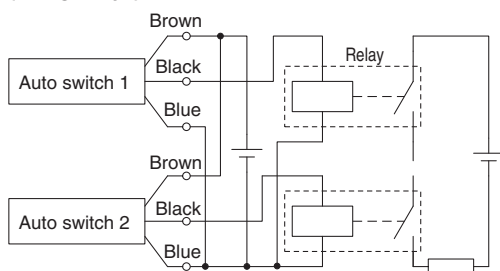 Brown
Relay
Black
Auto switch 1
Blue
Brown
Black
Auto switch 2
Blue